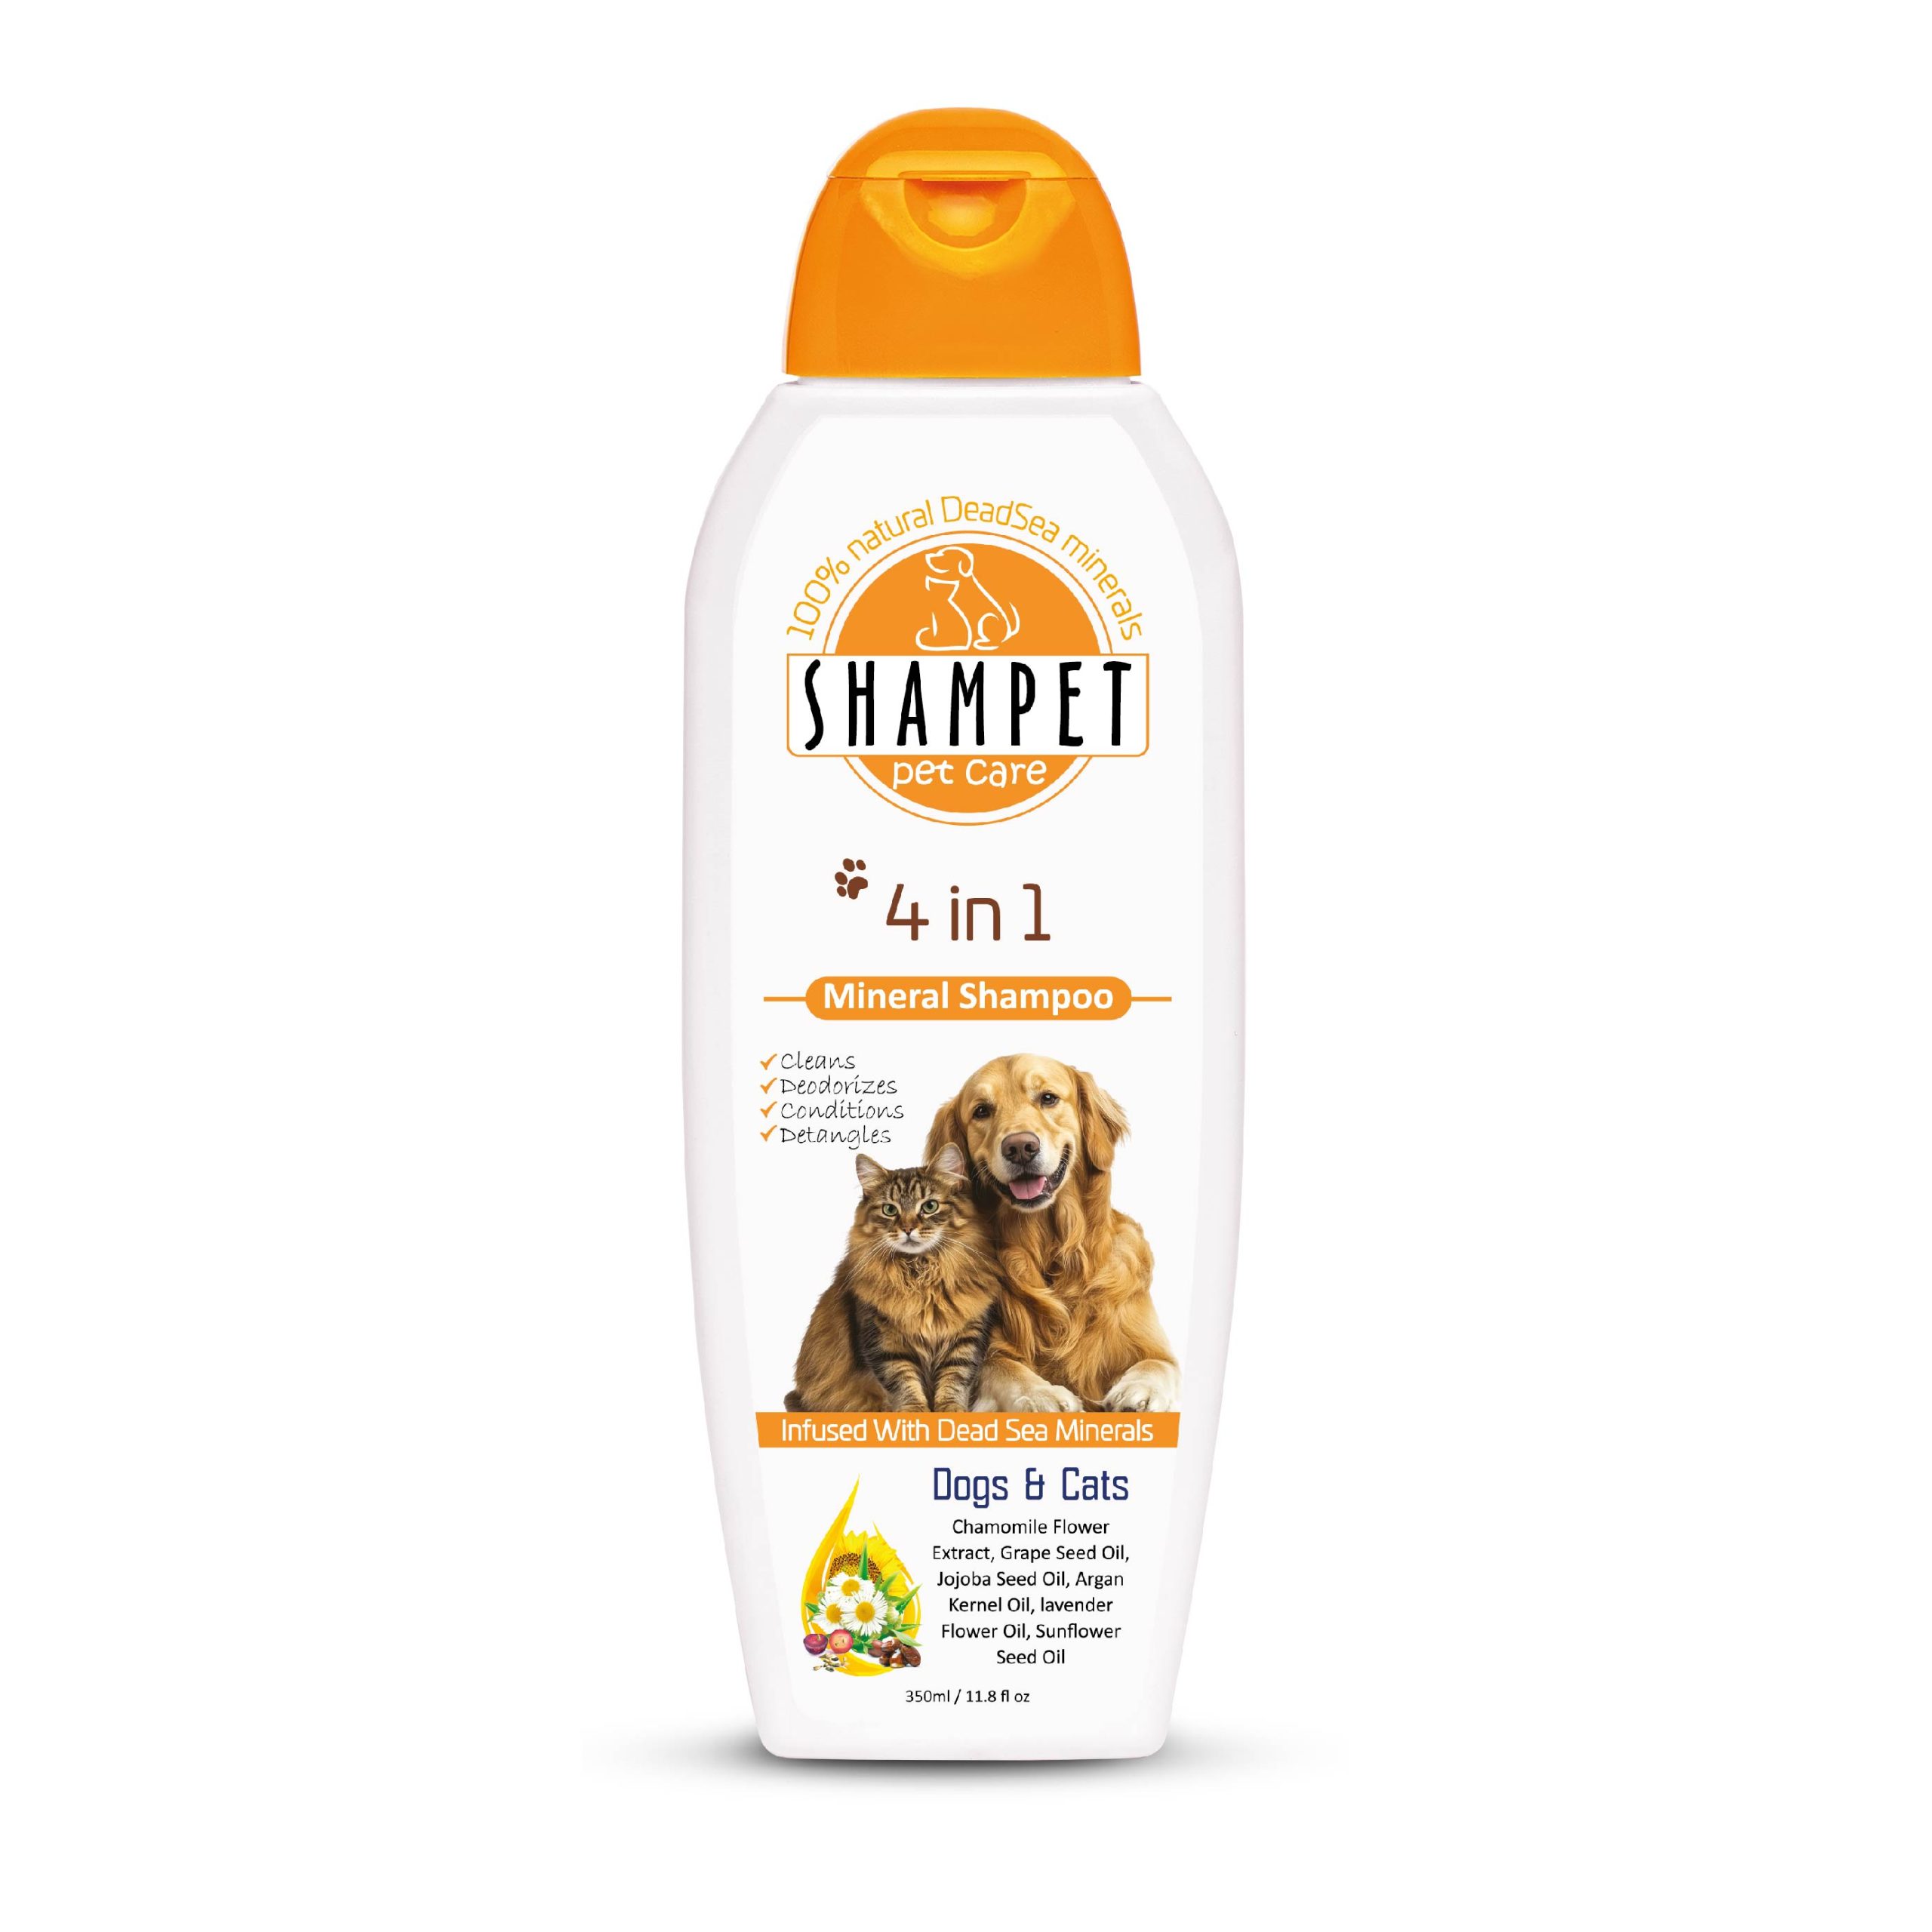 100% natural DeadSea minerals
SHAMPET
pet care
4 in 1
Mineral Shampoo
Cleans
Deodorizes
Conditions
Detangles
Infused With Dead Sea Minerals
Dogs & Cats
Chamomile Flower
Extract, Grape Seed Oil,
Jojoba Seed Oil, Argan
Kernel Oil, lavender
Flower Oil, Sunflower
Seed Oil
350ml / 11.8 fl oz